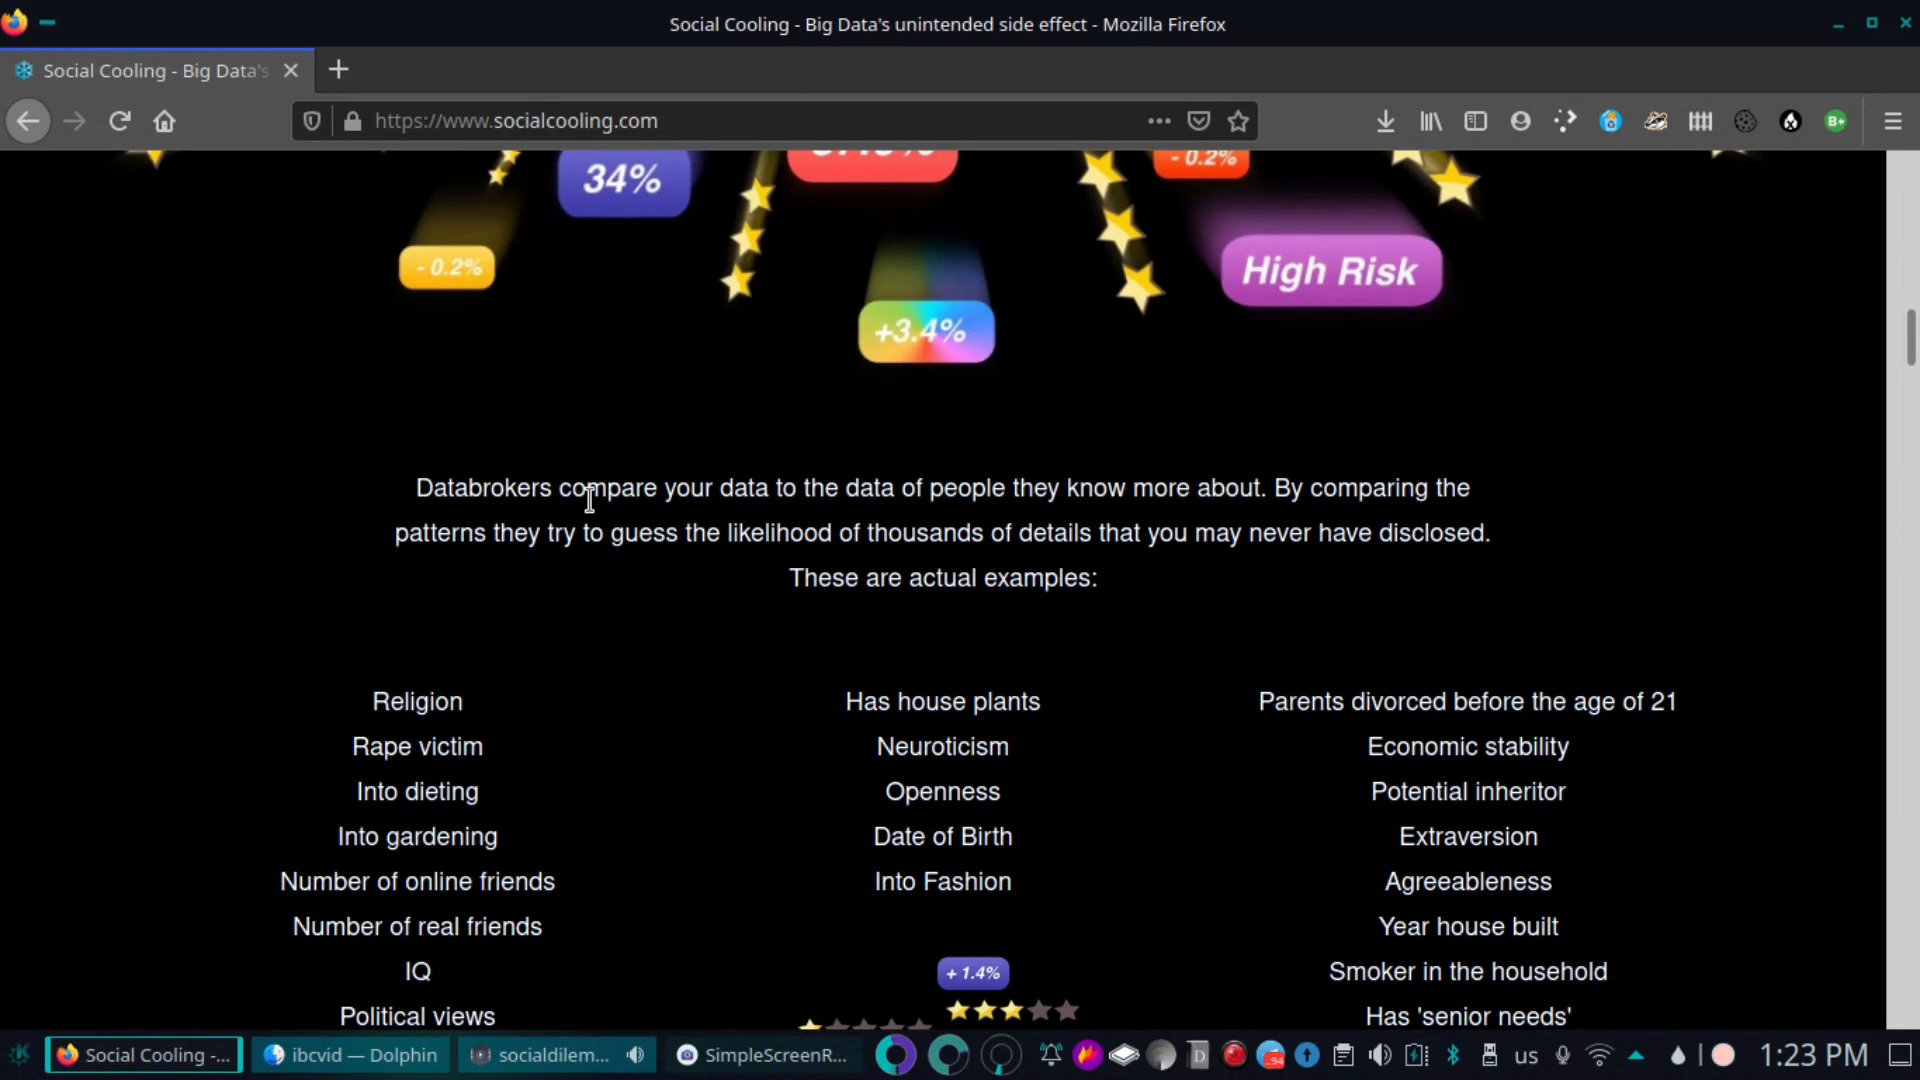 Social Cooling - Big Data's unintended side effect - Mozilla Firefox
Social Cooling - Big Data's
https://www.socialcooling.com
B+
34%
- 0.2%
- 0.2%
High Risk
+3.4%
Databrokers compare your data to the data of people they know more about. By comparing the
patterns they try to guess the likelihood of thousands of details that you may never have disclosed.
These are actual examples:
Religion
Rape victim
Into dieting
Into gardening
Number of online friends
Number of real friends
IQ
Political views
Has house plants
Neuroticism
Openness
Date of Birth
Into Fashion
+ 1.4%
Parents divorced before the age of 21
Economic stability
Potential inheritor
Extraversion
Agreeableness
Year house built
Smoker in the household
Has 'senior needs'
Social Cooling -...
ibcvid — Dolphin
socialdilem...
SimpleScreenR...
D
94
us
1:23 PM